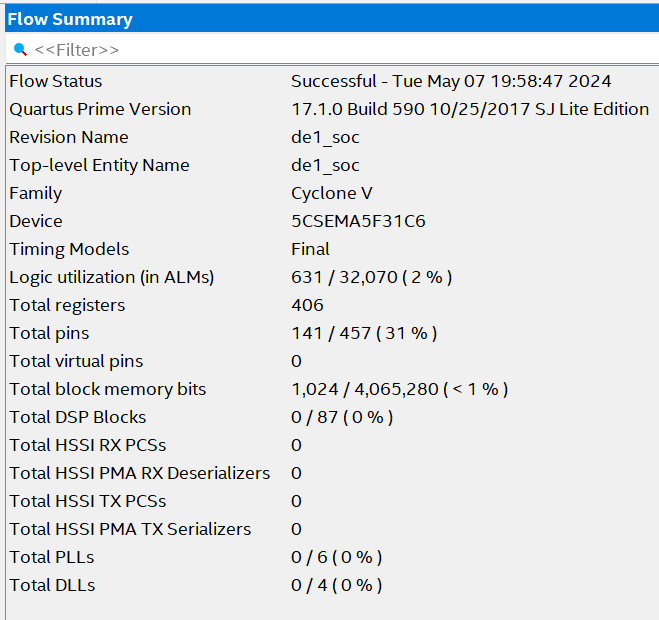 Flow Summary
<<Filter>>
Flow Status Successful - Tue May 07 19:58:47 2024
Quartus Prime Version 17.1.0 Build 590 10/25/2017 SJ Lite Edition
Revision Name de1_soc
Top-level Entity Name de1_soc
Family Cyclone V
Device 5CSEMA5F31C6
Timing Models Final
Logic utilization (in ALMs) 631 / 32,070 ( 2 % )
Total registers 406
Total pins 141 / 457 ( 31 % )
Total virtual pins 0
Total block memory bits 1,024 / 4,065,280 ( < 1 % )
Total DSP Blocks 0 / 87 ( 0 % )
Total HSSI RX PCSs 0
Total HSSI PMA RX Deserializers 0
Total HSSI TX PCSs 0
Total HSSI PMA TX Serializers 0
Total PLLs 0 / 6 ( 0 % )
Total DLLs 0 / 4 ( 0 % )